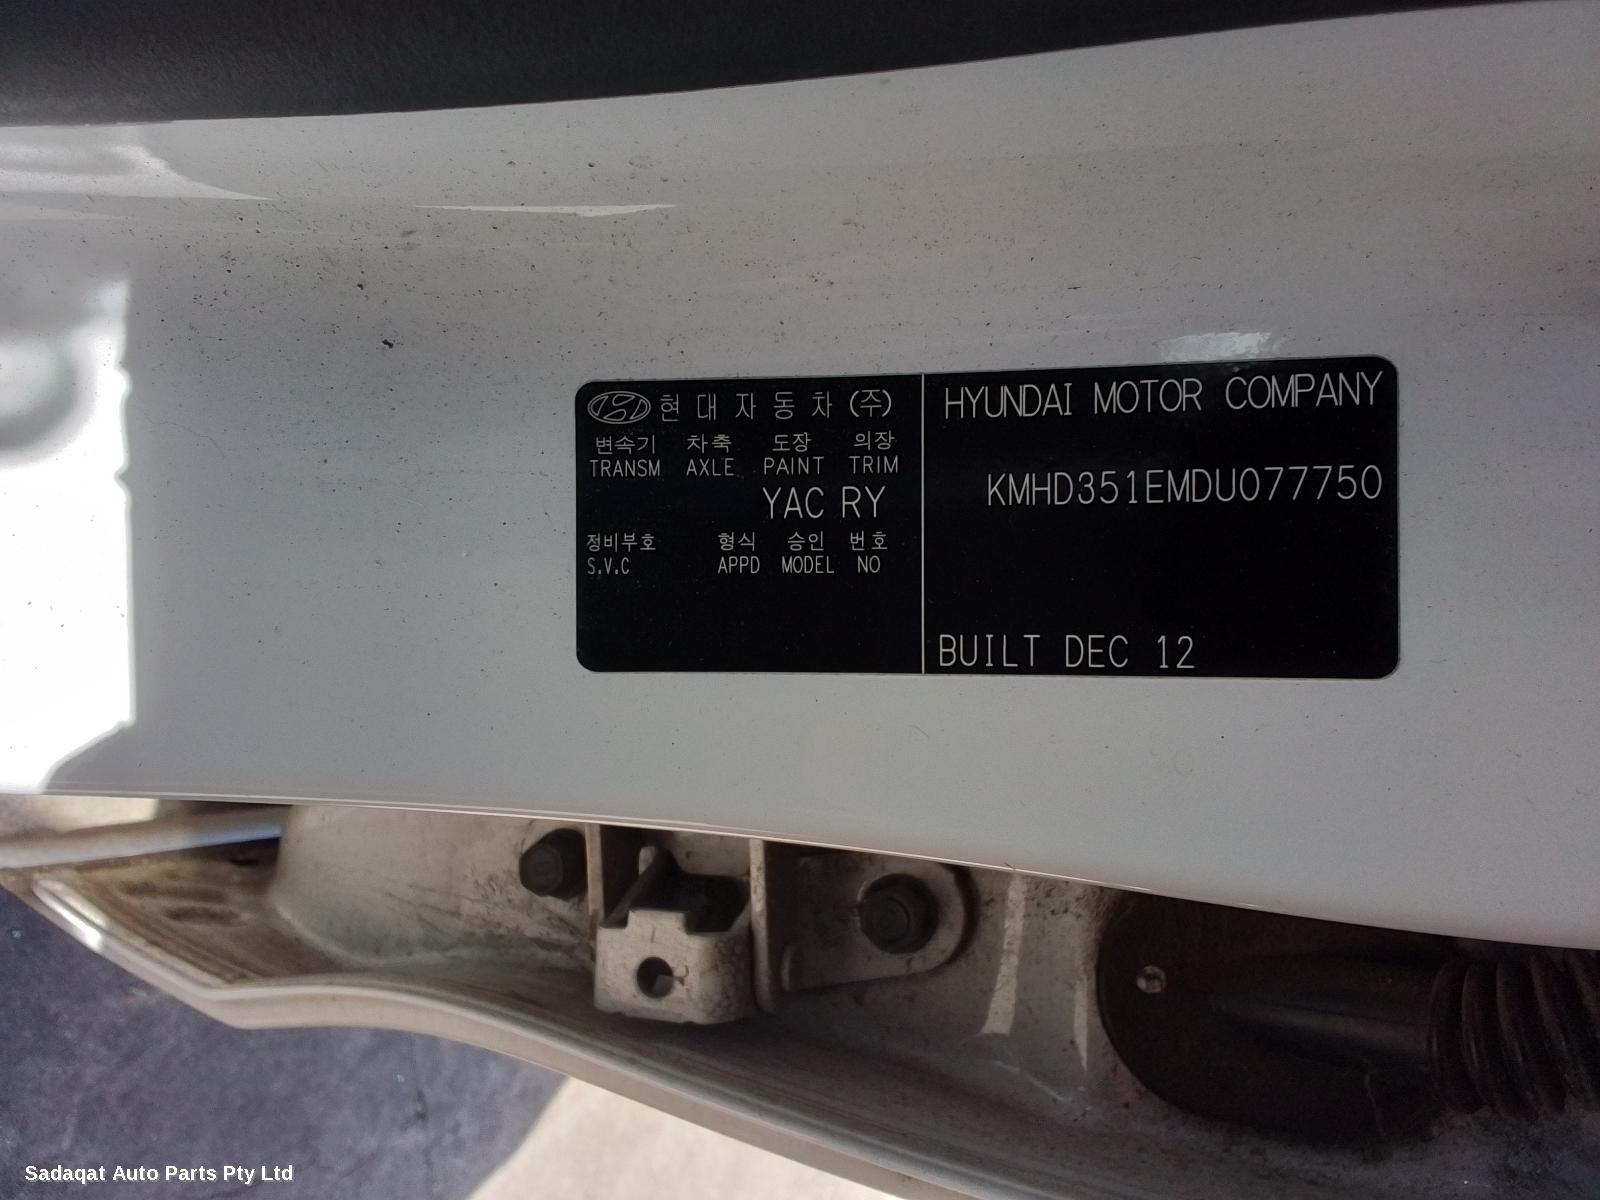 현대자동차 (주)
변속기 차축 도장 의장
TRANSM AXLE PAINT TRIM
YAC RY
정비부호 형식 승인 번호
S.V.C APPD MODEL NO
HYUNDAI MOTOR COMPANY
KMHD351EMDU077750
BUILT DEC 12
Sadaqat Auto Parts Pty Ltd